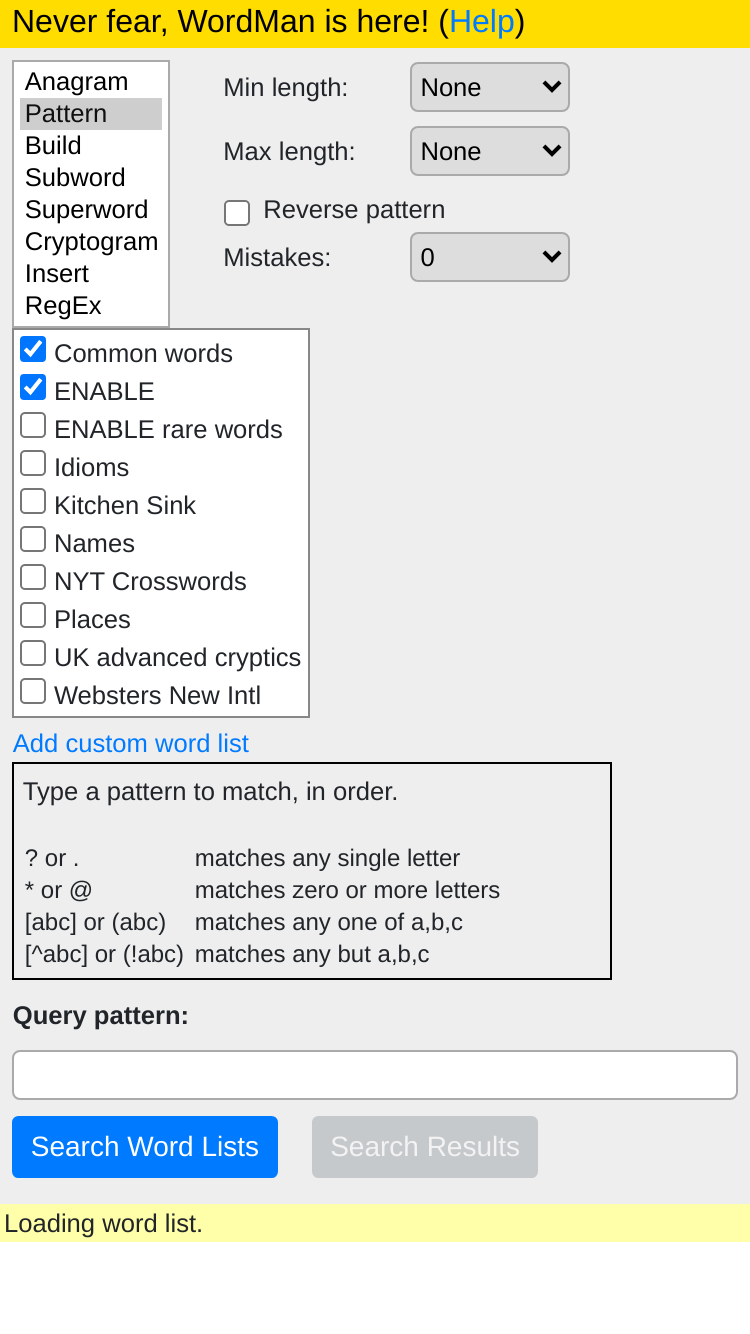 Never fear, WordMan is here! (Help)
Anagram
Pattern
Build
Subword
Superword
Cryptogram
Insert
RegEx
Min length: None
Max length: None
Reverse pattern
Mistakes: 0
Common words
ENABLE
ENABLE rare words
Idioms
Kitchen Sink
Names
NYT Crosswords
Places
UK advanced cryptics
Websters New Intl
Add custom word list
Type a pattern to match, in order.
? or . matches any single letter
* or @ matches zero or more letters
[abc] or (abc) matches any one of a,b,c
[^abc] or (!abc) matches any but a,b,c
Query pattern:
Search Word Lists Search Results
Loading word list.